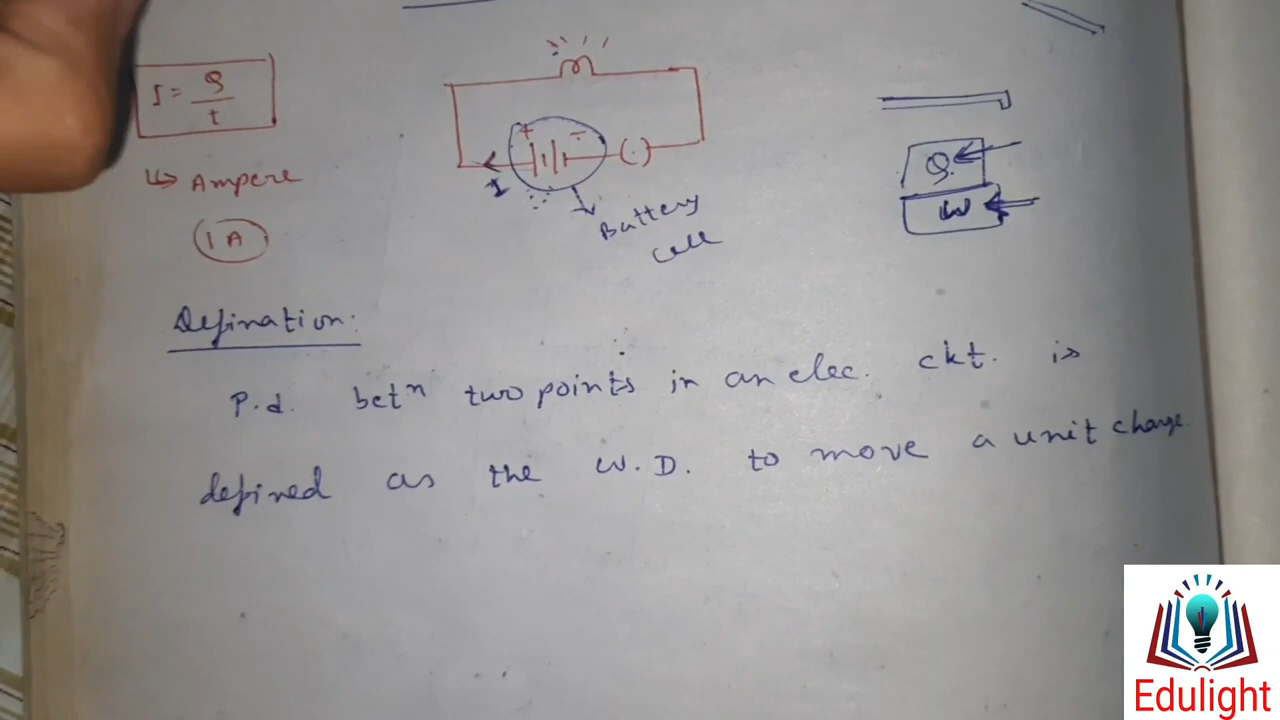 I = Q
t
↳ Ampere
1 A
+ -
I
Battery
cell
Q
W
Defination:
P.d. betⁿ two points in an elec. ckt. is
defined as the W.D. to move a unit charge.
Edulight